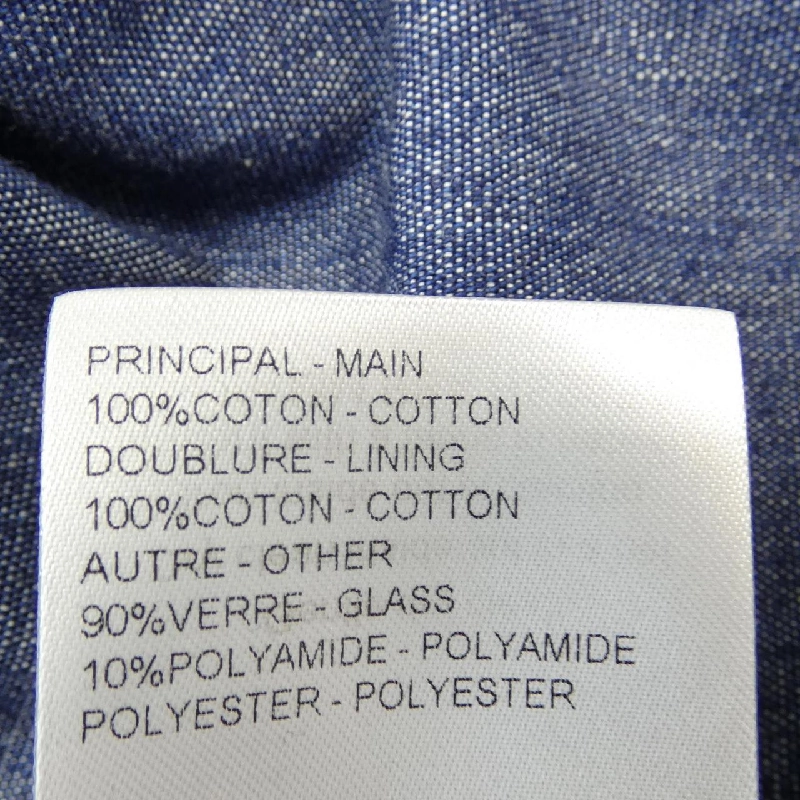 PRINCIPAL - MAIN
100%COTON - COTTON
DOUBLURE - LINING
100%COTON - COTTON
AUTRE - OTHER
90%VERRE - GLASS
10%POLYAMIDE - POLYAMIDE
POLYESTER - POLYESTER